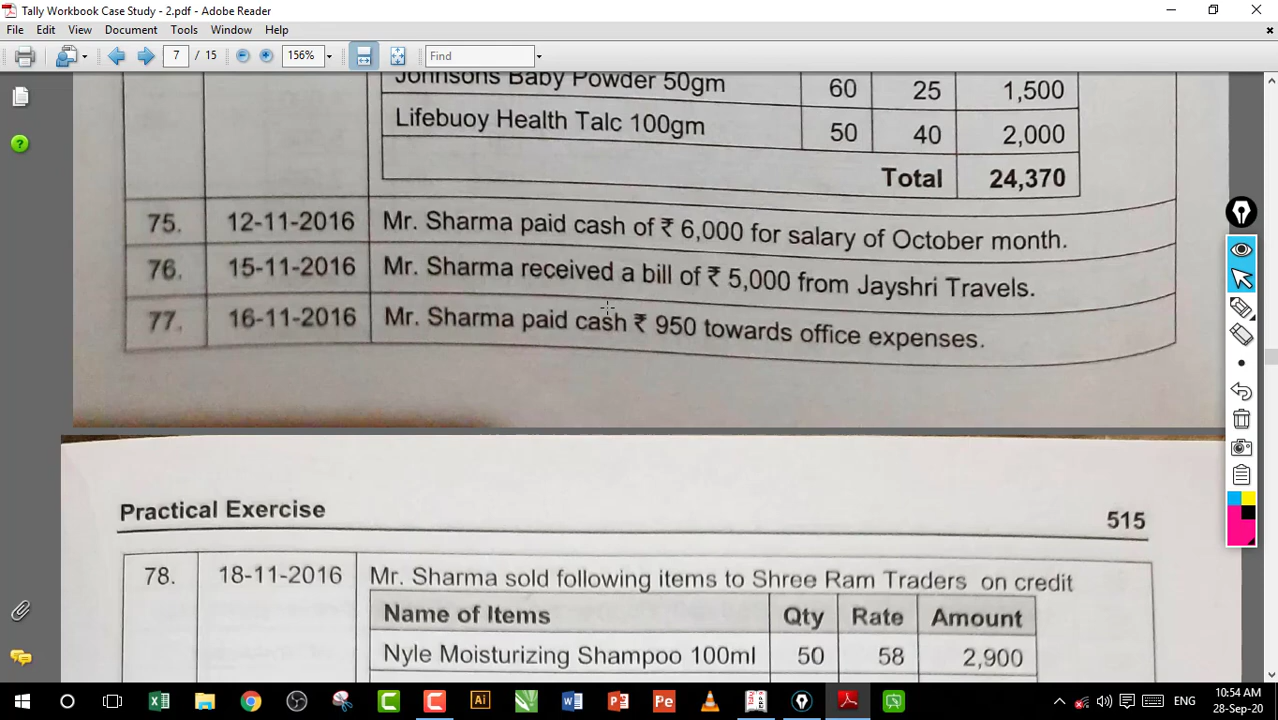 Tally Workbook Case Study - 2.pdf - Adobe Reader
File Edit View Document Tools Window Help
7 / 15 156% Find
Johnsons Baby Powder 50gm 60 25 1,500
Lifebuoy Health Talc 100gm 50 40 2,000
Total 24,370
75. 12-11-2016 Mr. Sharma paid cash of ₹ 6,000 for salary of October month.
76. 15-11-2016 Mr. Sharma received a bill of ₹ 5,000 from Jayshri Travels.
77. 16-11-2016 Mr. Sharma paid cash ₹ 950 towards office expenses.
Practical Exercise 515
78. 18-11-2016 Mr. Sharma sold following items to Shree Ram Traders on credit
Name of Items Qty Rate Amount
Nyle Moisturizing Shampoo 100ml 50 58 2,900
ENG 10:54 AM
28-Sep-20